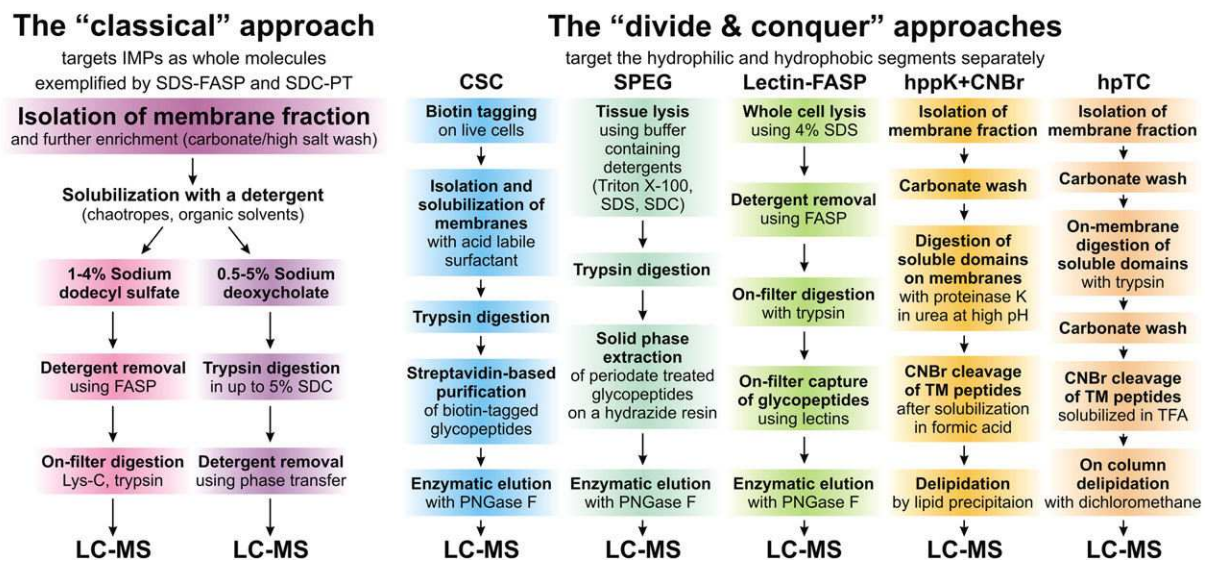 The “classical” approach
targets IMPs as whole molecules
exemplified by SDS-FASP and SDC-PT
Isolation of membrane fraction
and further enrichment (carbonate/high salt wash)
Solubilization with a detergent
(chaotropes, organic solvents)
1-4% Sodium
dodecyl sulfate
Detergent removal
using FASP
On-filter digestion
Lys-C, trypsin
LC-MS
0.5-5% Sodium
deoxycholate
Trypsin digestion
in up to 5% SDC
Detergent removal
using phase transfer
LC-MS
The “divide & conquer” approaches
target the hydrophilic and hydrophobic segments separately
CSC
Biotin tagging
on live cells
Isolation and
solubilization of
membranes
with acid labile
surfactant
Trypsin digestion
Streptavidin-based
purification
of biotin-tagged
glycopeptides
Enzymatic elution
with PNGase F
LC-MS
SPEG
Tissue lysis
using buffer
containing
detergents
(Triton X-100,
SDS, SDC)
Trypsin digestion
Solid phase
extraction
of periodate treated
glycopeptides
on a hydrazide resin
Enzymatic elution
with PNGase F
LC-MS
Lectin-FASP
Whole cell lysis
using 4% SDS
Detergent removal
using FASP
On-filter digestion
with trypsin
On-filter capture
of glycopeptides
using lectins
Enzymatic elution
with PNGase F
LC-MS
hppK+CNBr
Isolation of
membrane fraction
Carbonate wash
Digestion of
soluble domains
on membranes
with proteinase K
in urea at high pH
CNBr cleavage
of TM peptides
after solubilization
in formic acid
Delipidation
by lipid precipitaion
LC-MS
hpTC
Isolation of
membrane fraction
Carbonate wash
On-membrane
digestion of
soluble domains
with trypsin
Carbonate wash
CNBr cleavage
of TM peptides
solubilized in TFA
On column
delipidation
with dichloromethane
LC-MS